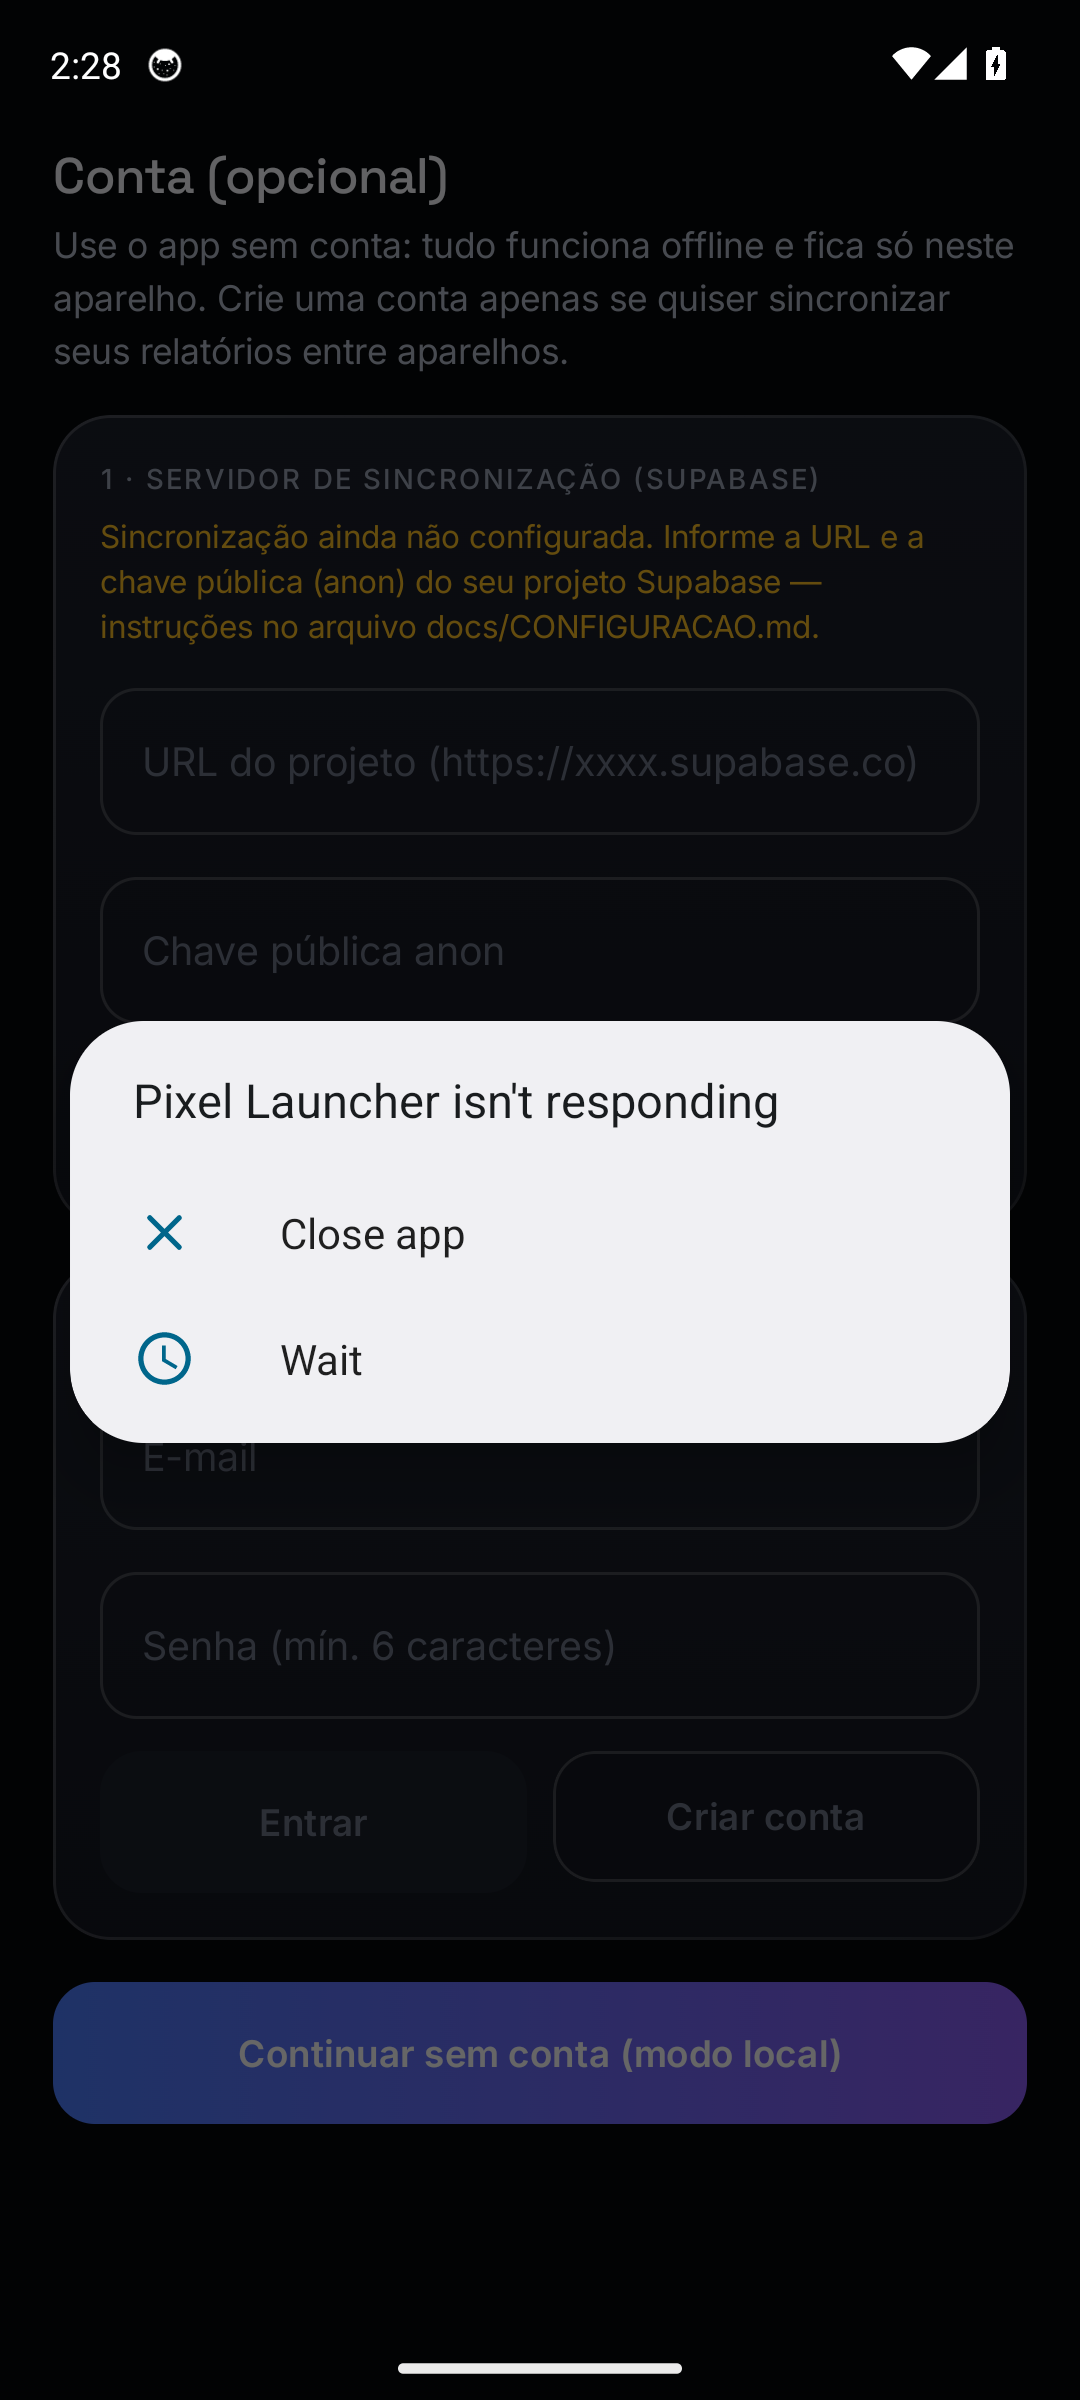 2:28
Conta (opcional)
Use o app sem conta: tudo funciona offline e fica só neste
aparelho. Crie uma conta apenas se quiser sincronizar
seus relatórios entre aparelhos.
1 · SERVIDOR DE SINCRONIZAÇÃO (SUPABASE)
Sincronização ainda não configurada. Informe a URL e a
chave pública (anon) do seu projeto Supabase —
instruções no arquivo docs/CONFIGURACAO.md.
URL do projeto (https://xxxx.supabase.co)
Chave pública anon
Pixel Launcher isn't responding
Close app
Wait
E-mail
Senha (mín. 6 caracteres)
Entrar
Criar conta
Continuar sem conta (modo local)